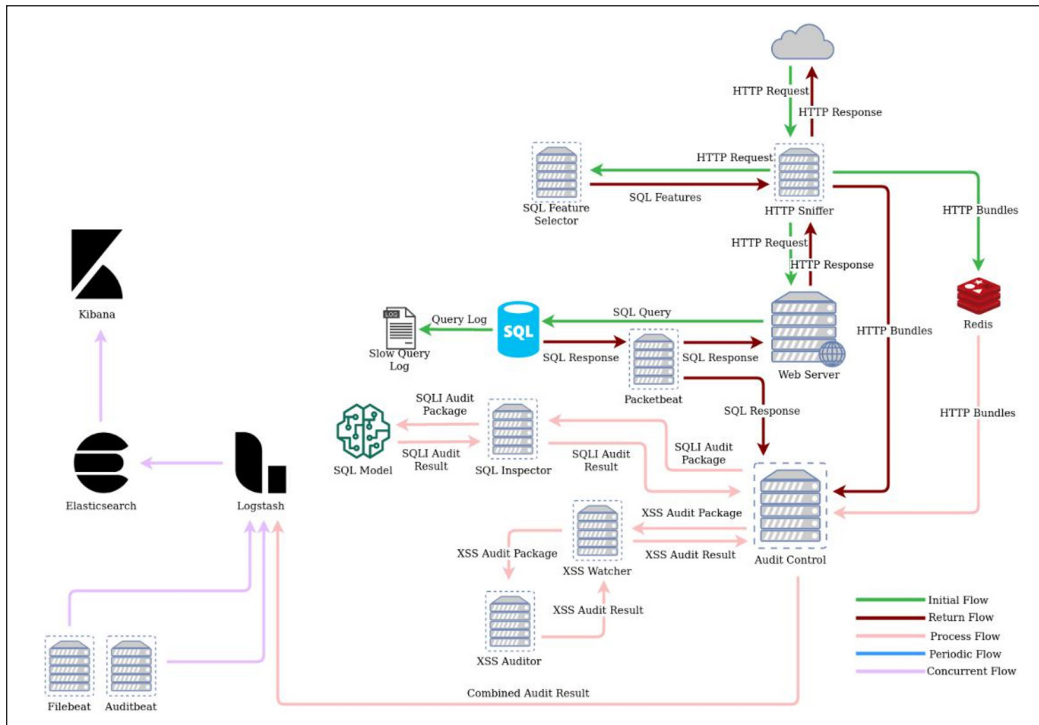 HTTP Request
HTTP Response
HTTP Request
SQL Features
SQL Feature
Selector
HTTP Sniffer
HTTP Bundles
HTTP Request
HTTP Response
Kibana
Query Log
LOG
Slow Query
Log
SQL
SQL Query
SQL Response
SQL Response
Packetbeat
Web Server
HTTP Bundles
Redis
SQL Response
HTTP Bundles
SQLI Audit
Package
SQL Model
SQLI Audit
Result
SQL Inspector
SQLI Audit
Result
SQLI Audit
Package
Elasticsearch
Logstash
XSS Audit Package
XSS Audit Result
Audit Control
XSS Audit Package
XSS Watcher
XSS Audit Result
XSS Auditor
Filebeat
Auditbeat
Combined Audit Result
Initial Flow
Return Flow
Process Flow
Periodic Flow
Concurrent Flow